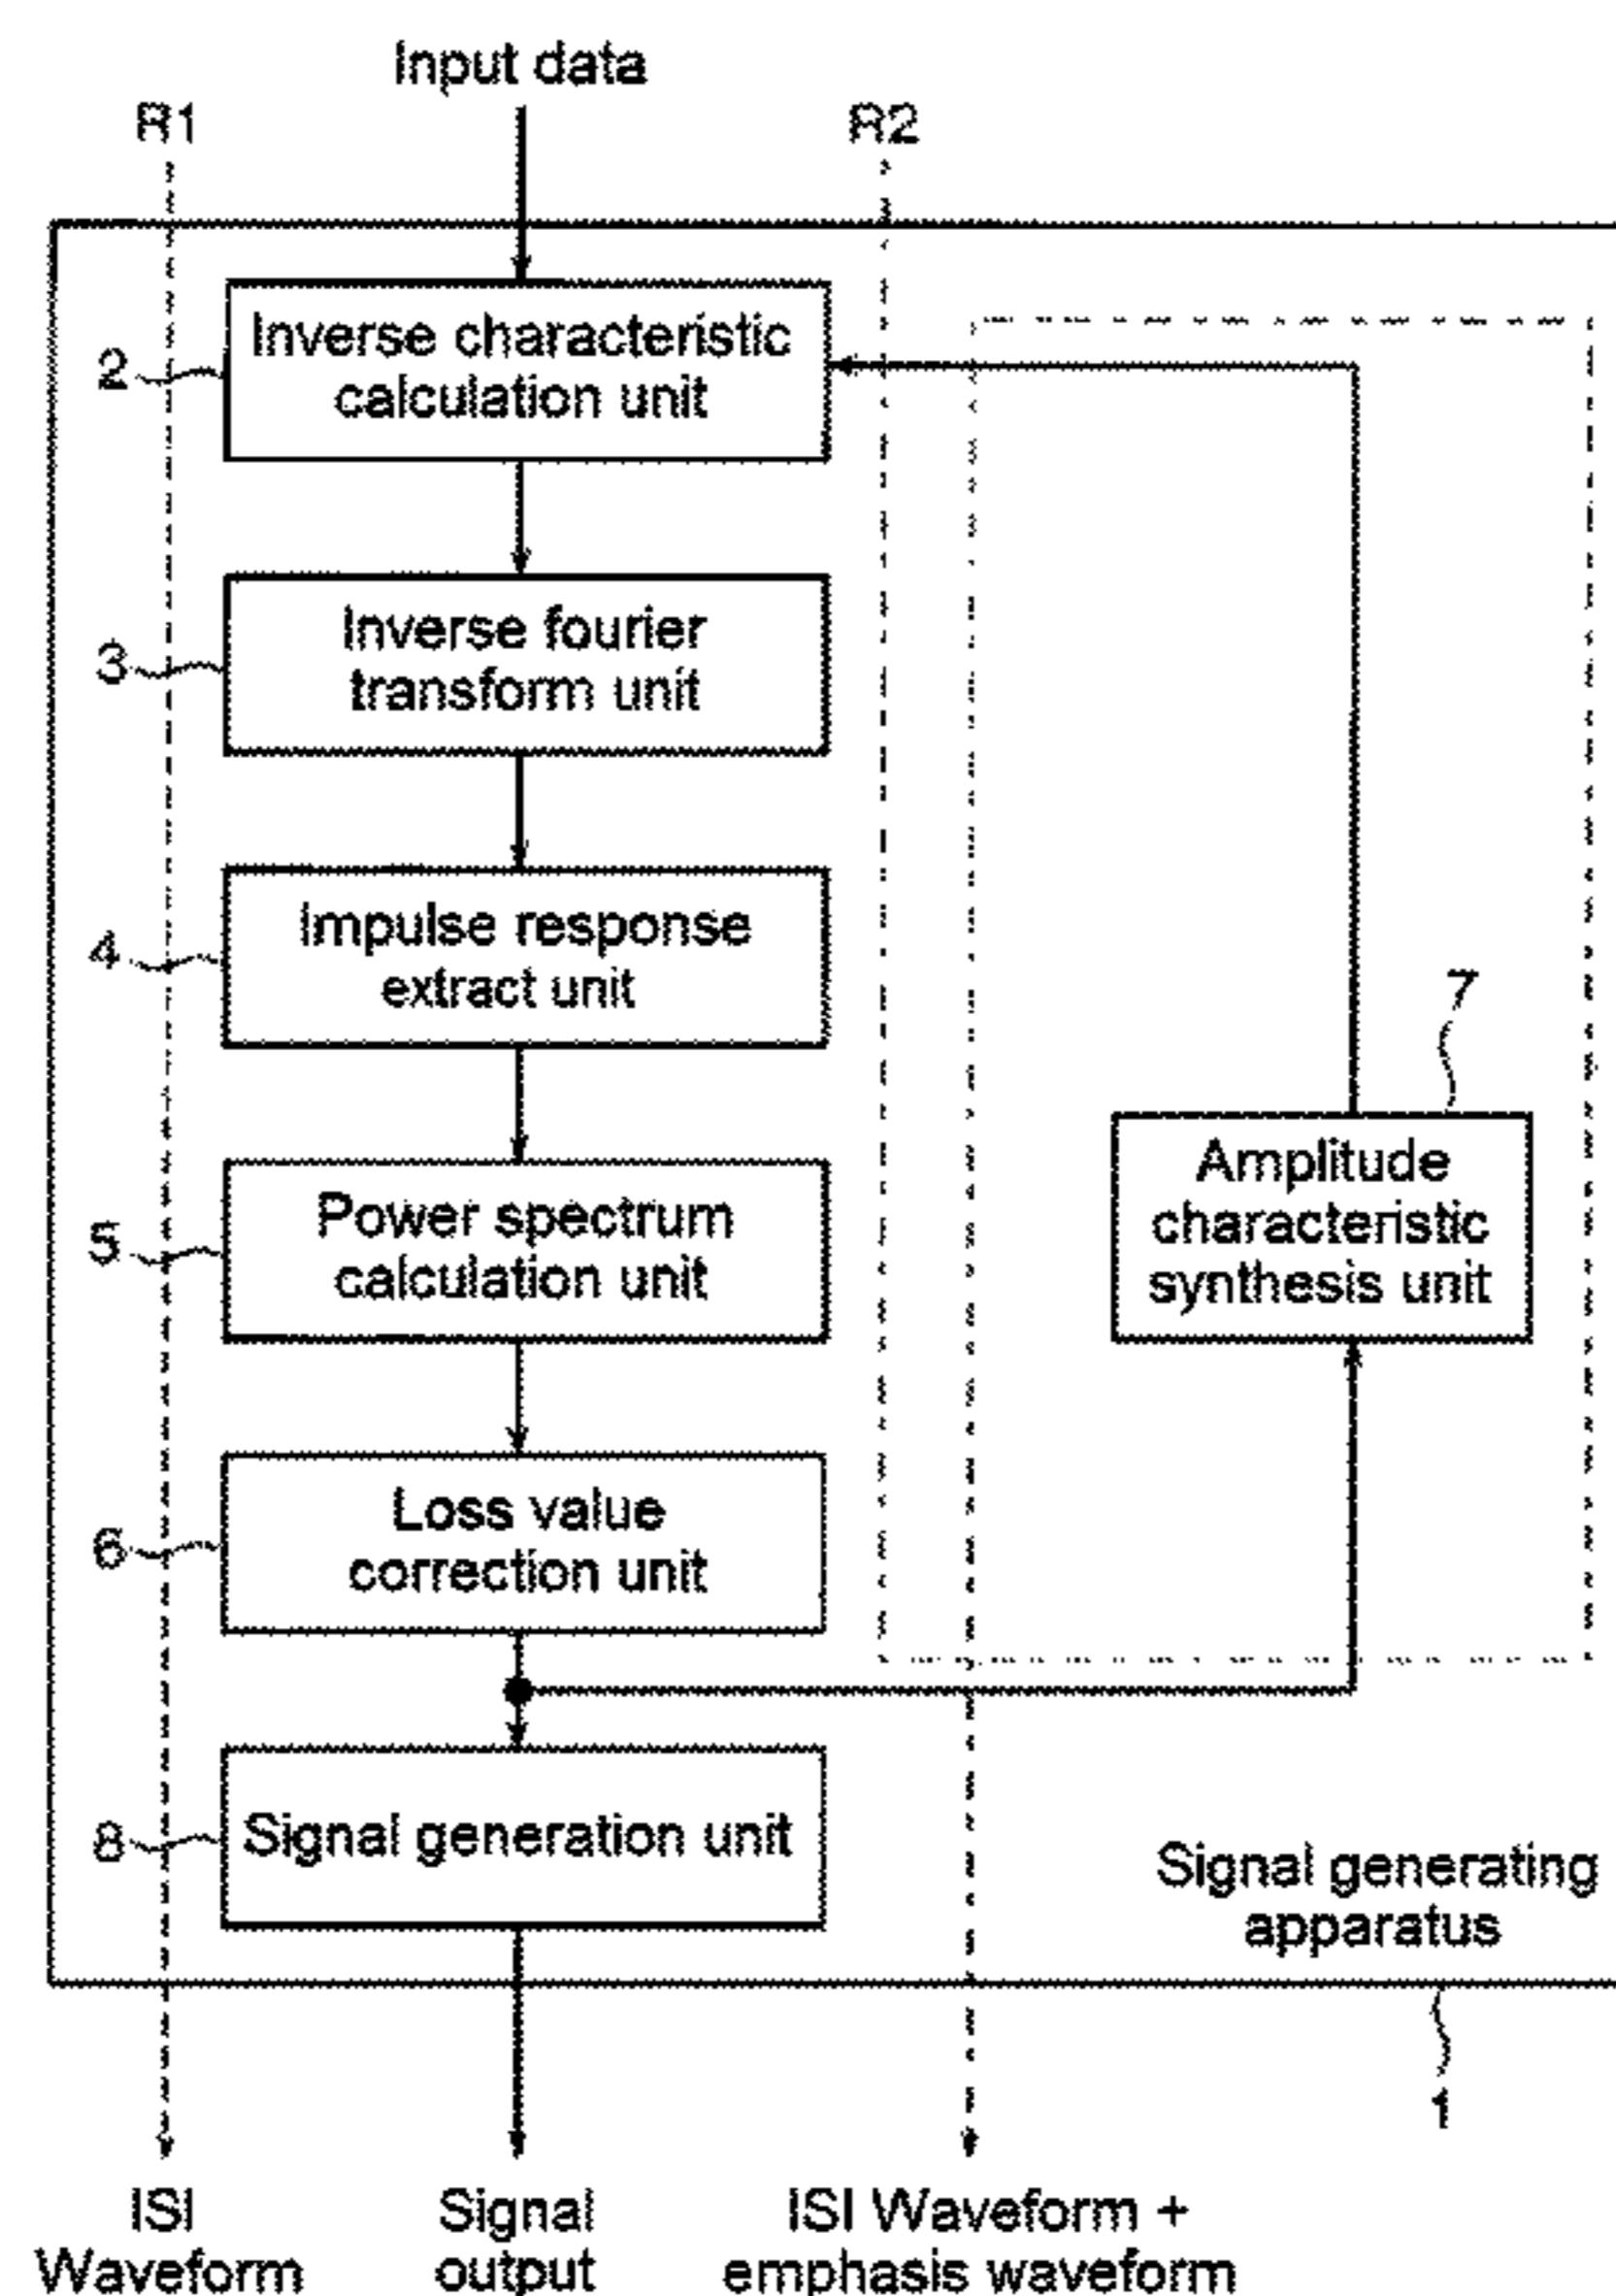 Input data
R1
R2
Inverse characteristic
calculation unit
2
Inverse fourier
transform unit
3
Impulse response
extract unit
4
7
Power spectrum
calculation unit
5
Amplitude
characteristic
synthesis unit
Loss value
correction unit
6
Signal generation unit
8
Signal generating
apparatus
1
ISI
Waveform
Signal
output
ISI Waveform +
emphasis waveform